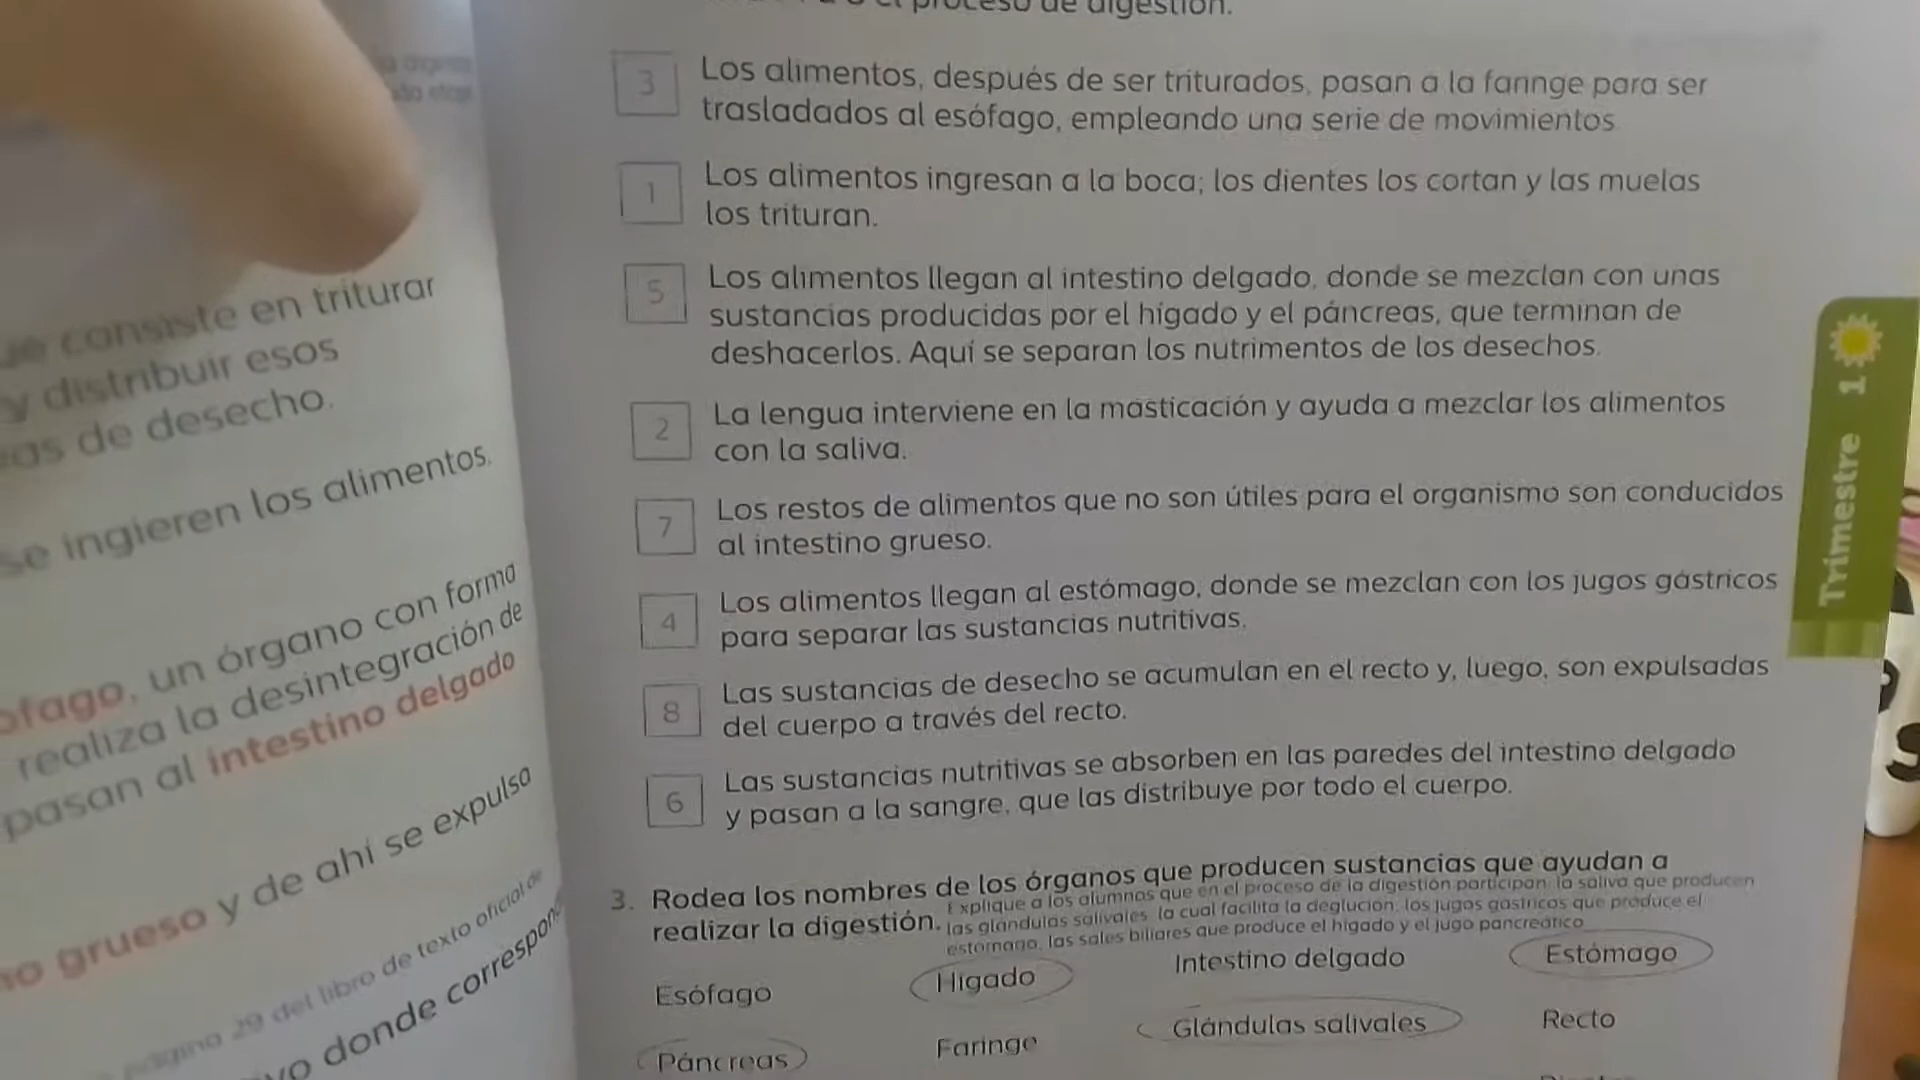 el proceso de digestión.
3 Los alimentos, después de ser triturados, pasan a la faringe para ser
trasladados al esófago, empleando una serie de movimientos
1 Los alimentos ingresan a la boca; los dientes los cortan y las muelas
los trituran.
5 Los alimentos llegan al intestino delgado, donde se mezclan con unas
sustancias producidas por el hígado y el páncreas, que terminan de
deshacerlos. Aquí se separan los nutrimentos de los desechos.
2 La lengua interviene en la masticación y ayuda a mezclar los alimentos
con la saliva.
7 Los restos de alimentos que no son útiles para el organismo son conducidos
al intestino grueso.
4 Los alimentos llegan al estómago, donde se mezclan con los jugos gástricos
para separar las sustancias nutritivas.
8 Las sustancias de desecho se acumulan en el recto y, luego, son expulsadas
del cuerpo a través del recto.
6 Las sustancias nutritivas se absorben en las paredes del intestino delgado
y pasan a la sangre, que las distribuye por todo el cuerpo.
3. Rodea los nombres de los órganos que producen sustancias que ayudan a
realizar la digestión.
Explique a los alumnos que en el proceso de la digestión participan: la saliva que producen
las glándulas salivales, la cual facilita la deglución; los jugos gástricos que produce el
estómago, las sales biliares que produce el hígado y el jugo pancreático
Esófago Hígado Intestino delgado Estómago
Páncreas Faringe Glándulas salivales Recto
Trimestre 1
consiste en triturar
y distribuir esos
de desecho.
se ingieren los alimentos.
ofago, un órgano con forma
realiza la desintegración de
pasan al intestino delgado
grueso y de ahí se expulsa
página 29 del libro de texto oficial de
donde correspon